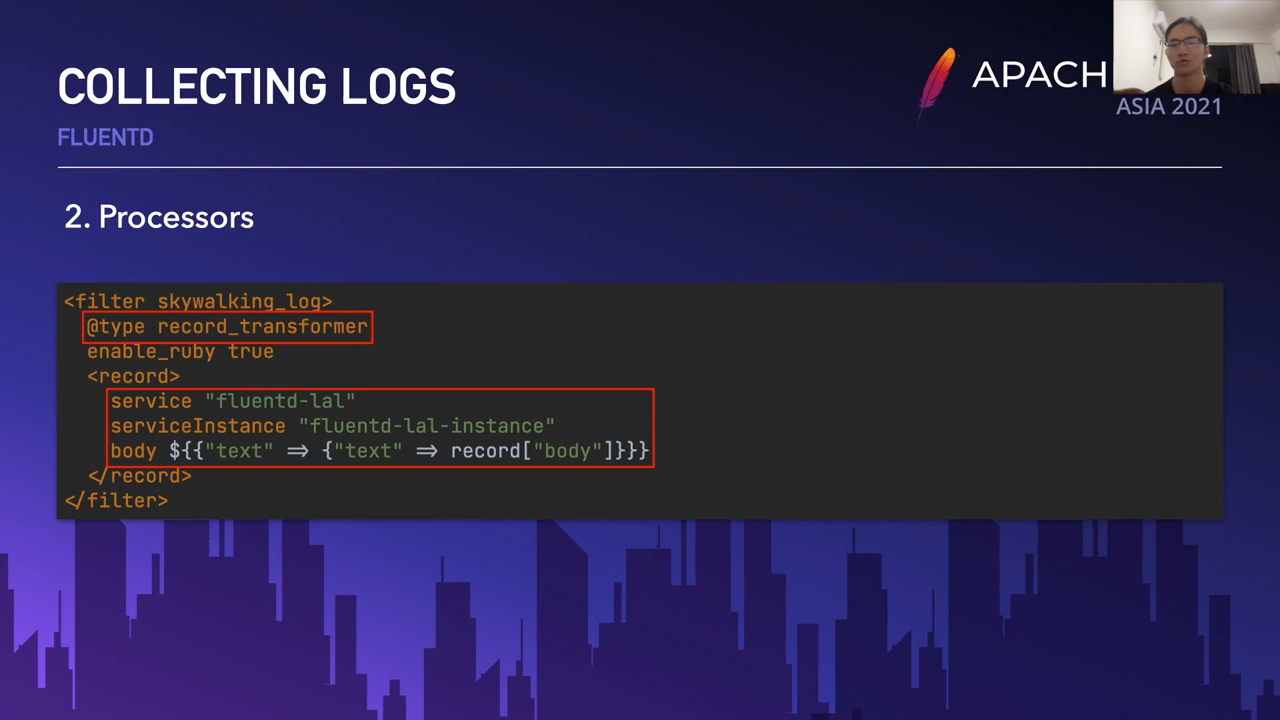 COLLECTING LOGS
FLUENTD
APACH
ASIA 2021
2. Processors
<filter skywalking_log>
@type record_transformer
enable_ruby true
<record>
service "fluentd-lal"
serviceInstance "fluentd-lal-instance"
body ${{"text" => {"text" => record["body"]}}}
</record>
</filter>